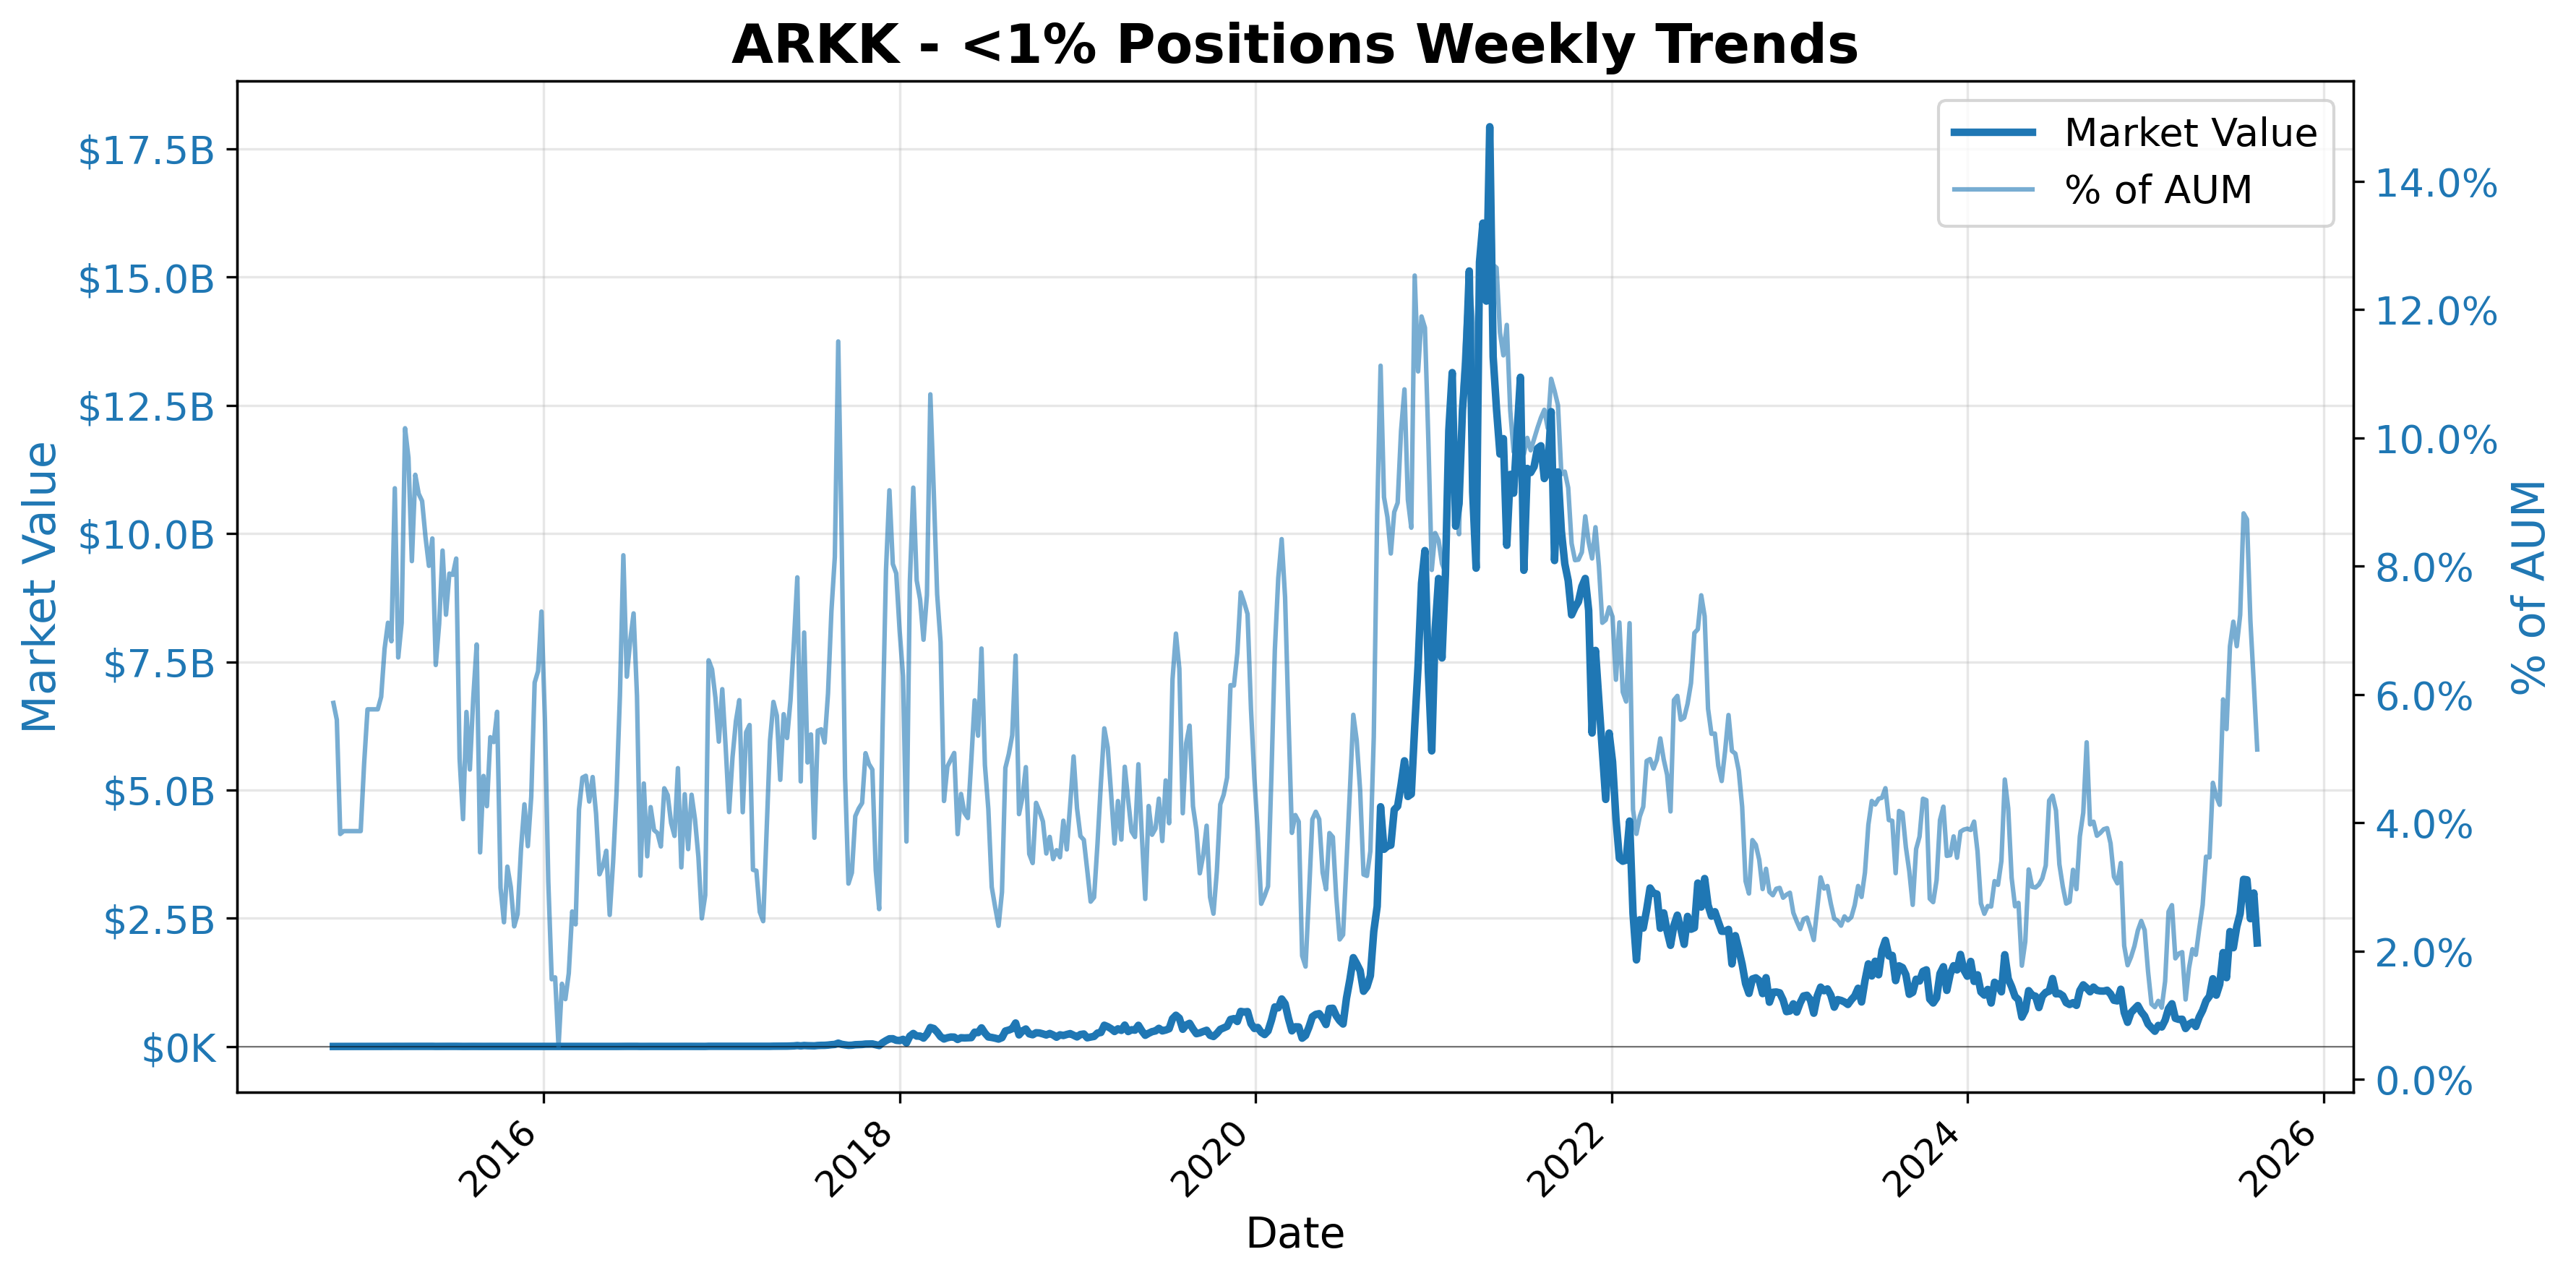 ARKK - <1% Positions Weekly Trends
Market Value
% of AUM
$17.5B
$15.0B
$12.5B
$10.0B
$7.5B
$5.0B
$2.5B
$0K
Market Value
14.0%
12.0%
10.0%
8.0%
6.0%
4.0%
2.0%
0.0%
% of AUM
2016
2018
2020
2022
2024
2026
Date